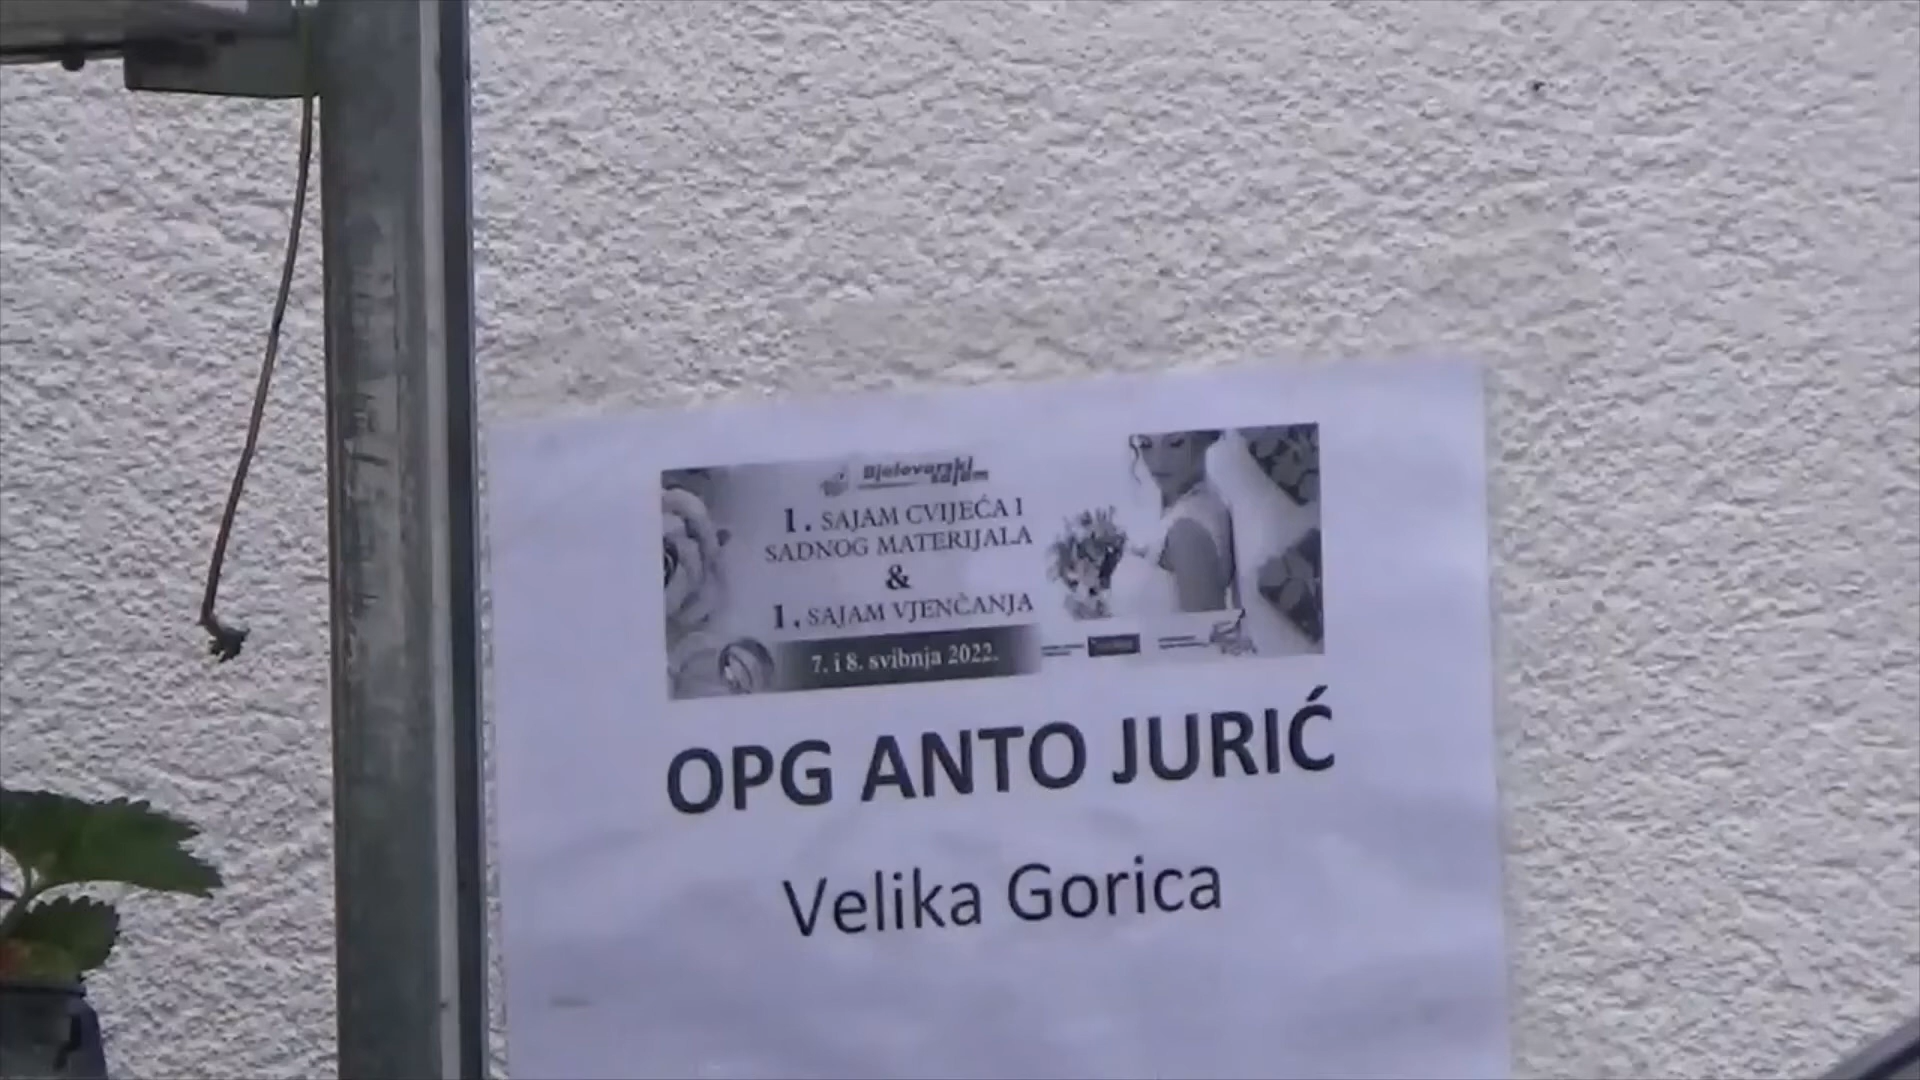 Bjelovarski
sajam
1. SAJAM CVIJEĆA I
SADNOG MATERIJALA
&
1. SAJAM VJENČANJA
7. i 8. svibnja 2022.
OPG ANTO JURIĆ
Velika Gorica